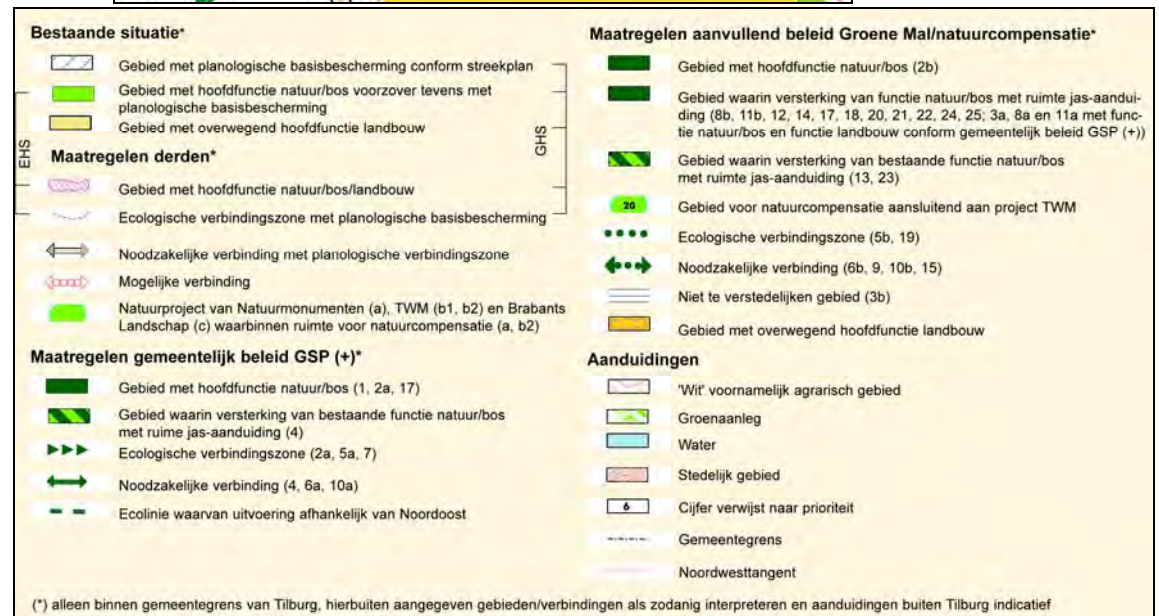 Bestaande situatie*
Gebied met planologische basisbescherming conform streekplan
Gebied met hoofdfunctie natuur/bos voorzover tevens met
planologische basisbescherming
Gebied met overwegend hoofdfunctie landbouw
EHS
GHS
Maatregelen derden*
Gebied met hoofdfunctie natuur/bos/landbouw
Ecologische verbindingszone met planologische basisbescherming
Noodzakelijke verbinding met planologische verbindingszone
Mogelijke verbinding
Natuurproject van Natuurmonumenten (a), TWM (b1, b2) en Brabants
Landschap (c) waarbinnen ruimte voor natuurcompensatie (a, b2)
Maatregelen gemeentelijk beleid GSP (+)*
Gebied met hoofdfunctie natuur/bos (1, 2a, 17)
Gebied waarin versterking van bestaande functie natuur/bos
met ruime jas-aanduiding (4)
Ecologische verbindingszone (2a, 5a, 7)
Noodzakelijke verbinding (4, 6a, 10a)
Ecolinie waarvan uitvoering afhankelijk van Noordoost
Maatregelen aanvullend beleid Groene Mal/natuurcompensatie*
Gebied met hoofdfunctie natuur/bos (2b)
Gebied waarin versterking van functie natuur/bos met ruimte jas-aandui-
ding (8b, 11b, 12, 14, 17, 18, 20, 21, 22, 24, 25; 3a, 8a en 11a met func-
tie natuur/bos en functie landbouw conform gemeentelijk beleid GSP (+))
Gebied waarin versterking van bestaande functie natuur/bos
met ruimte jas-aanduiding (13, 23)
20 Gebied voor natuurcompensatie aansluitend aan project TWM
Ecologische verbindingszone (5b, 19)
Noodzakelijke verbinding (6b, 9, 10b, 15)
Niet te verstedelijken gebied (3b)
Gebied met overwegend hoofdfunctie landbouw
Aanduidingen
'Wit' voornamelijk agrarisch gebied
Groenaanleg
Water
Stedelijk gebied
6 Cijfer verwijst naar prioriteit
Gemeentegrens
Noordwesttangent
(*) alleen binnen gemeentegrens van Tilburg, hierbuiten aangegeven gebieden/verbindingen als zodanig interpreteren en aanduidingen buiten Tilburg indicatief